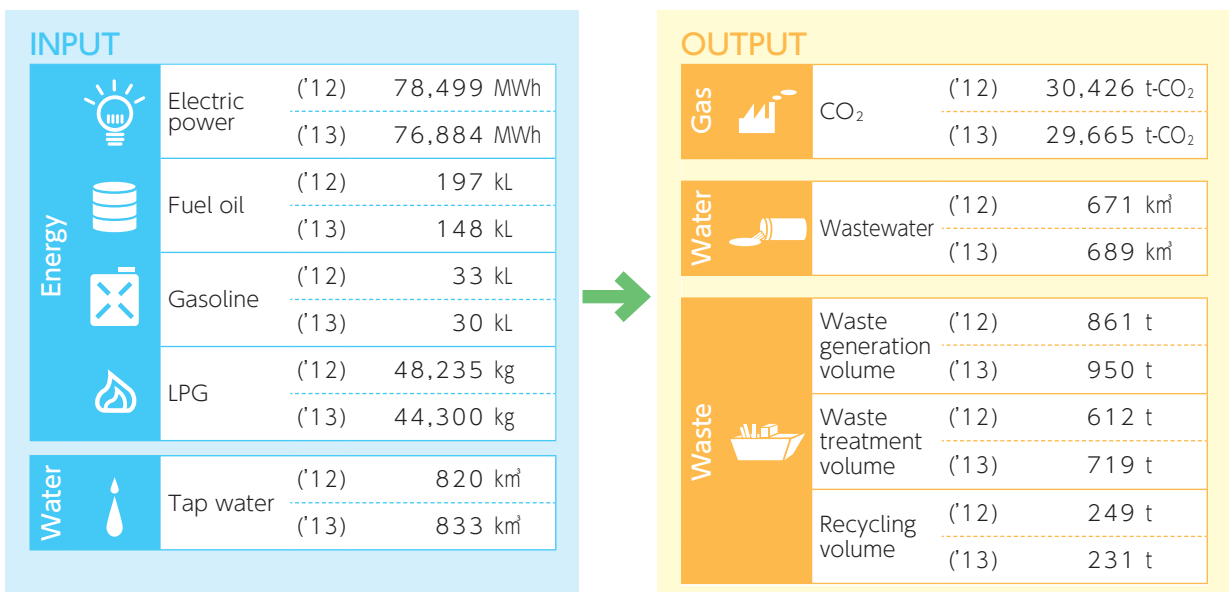 INPUT
Energy
Electric
power
('12) 78,499 MWh
('13) 76,884 MWh
Fuel oil
('12) 197 kL
('13) 148 kL
Gasoline
('12) 33 kL
('13) 30 kL
LPG
('12) 48,235 kg
('13) 44,300 kg
Water
Tap water
('12) 820 km³
('13) 833 km³
OUTPUT
Gas
CO₂
('12) 30,426 t-CO₂
('13) 29,665 t-CO₂
Water
Wastewater
('12) 671 km³
('13) 689 km³
Waste
Waste
generation
volume
('12) 861 t
('13) 950 t
Waste
treatment
volume
('12) 612 t
('13) 719 t
Recycling
volume
('12) 249 t
('13) 231 t